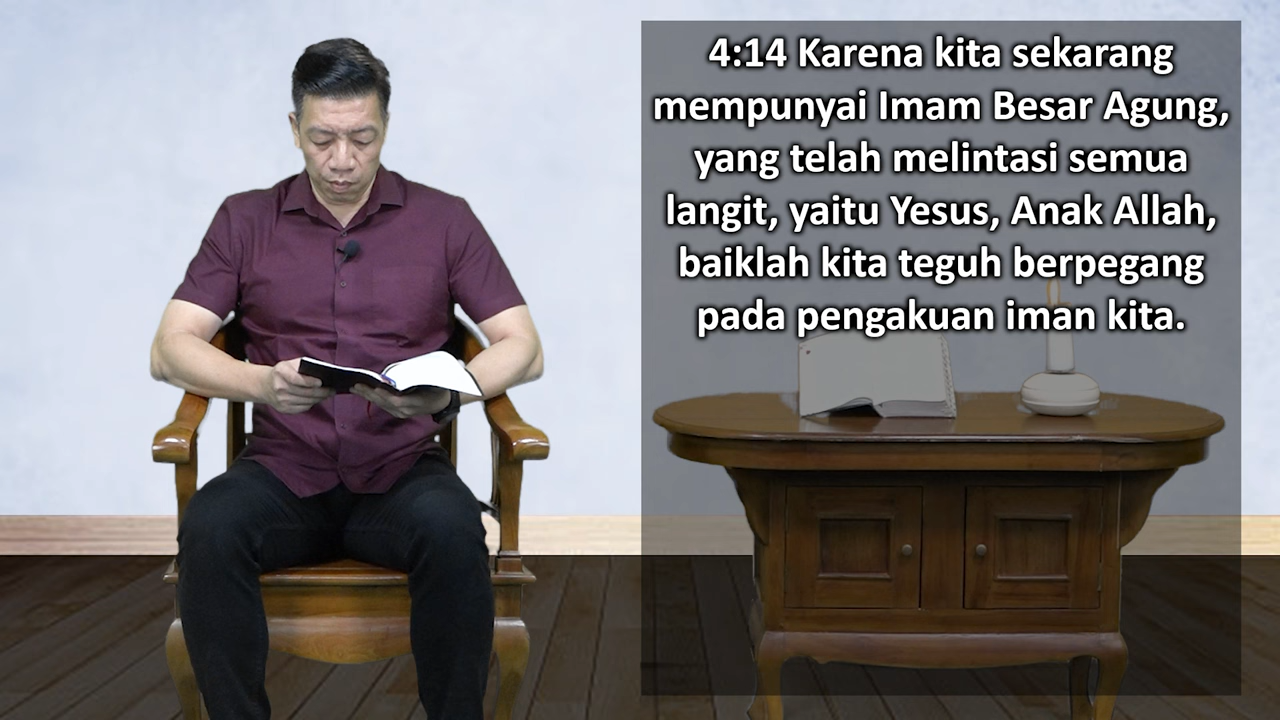 4:14 Karena kita sekarang
mempunyai Imam Besar Agung,
yang telah melintasi semua
langit, yaitu Yesus, Anak Allah,
baiklah kita teguh berpegang
pada pengakuan iman kita.